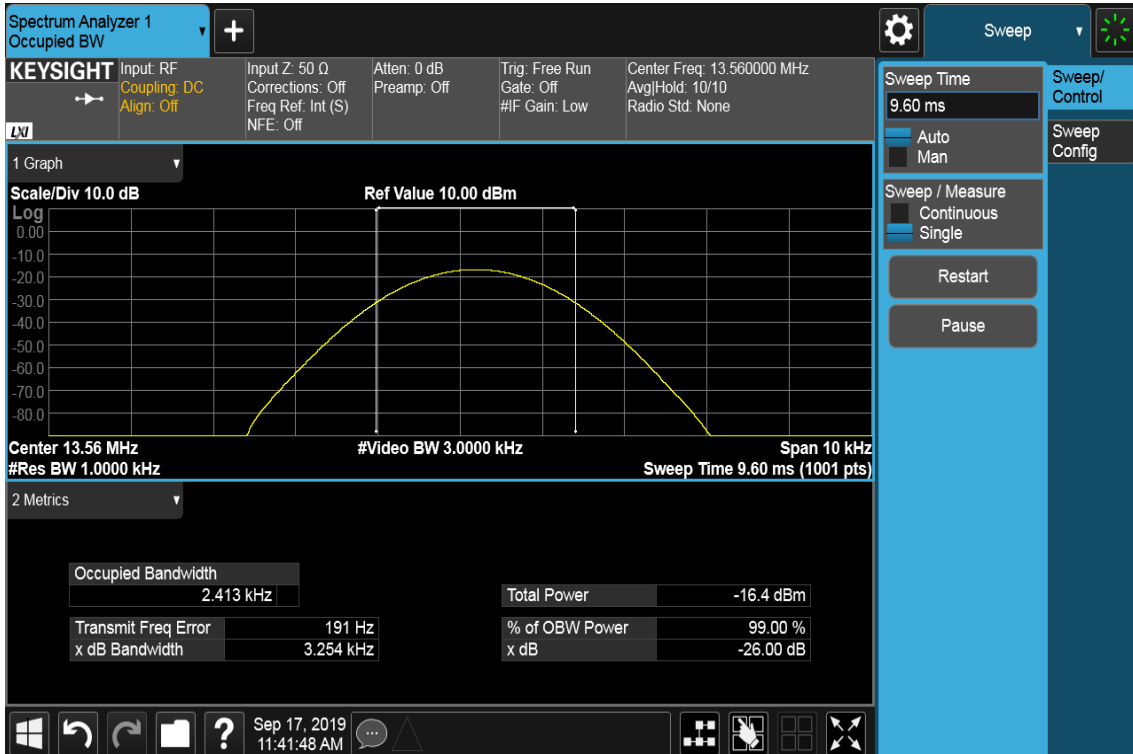 Spectrum Analyzer 1
Occupied BW
+
Sweep
KEYSIGHT
LXI
Input: RF
Coupling: DC
Align: Off
Input Z: 50 Ω
Corrections: Off
Freq Ref: Int (S)
NFE: Off
Atten: 0 dB
Preamp: Off
Trig: Free Run
Gate: Off
#IF Gain: Low
Center Freq: 13.560000 MHz
Avg|Hold: 10/10
Radio Std: None
Sweep Time
9.60 ms
Auto
Man
Sweep / Measure
Continuous
Single
Restart
Pause
Sweep/
Control
Sweep
Config
1 Graph
Scale/Div 10.0 dB
Ref Value 10.00 dBm
Log
0.00
-10.0
-20.0
-30.0
-40.0
-50.0
-60.0
-70.0
-80.0
Center 13.56 MHz
#Video BW 3.0000 kHz
Span 10 kHz
#Res BW 1.0000 kHz
Sweep Time 9.60 ms (1001 pts)
2 Metrics
Occupied Bandwidth
2.413 kHz
Total Power -16.4 dBm
Transmit Freq Error 191 Hz
% of OBW Power 99.00 %
x dB Bandwidth 3.254 kHz
x dB -26.00 dB
?
Sep 17, 2019
11:41:48 AM